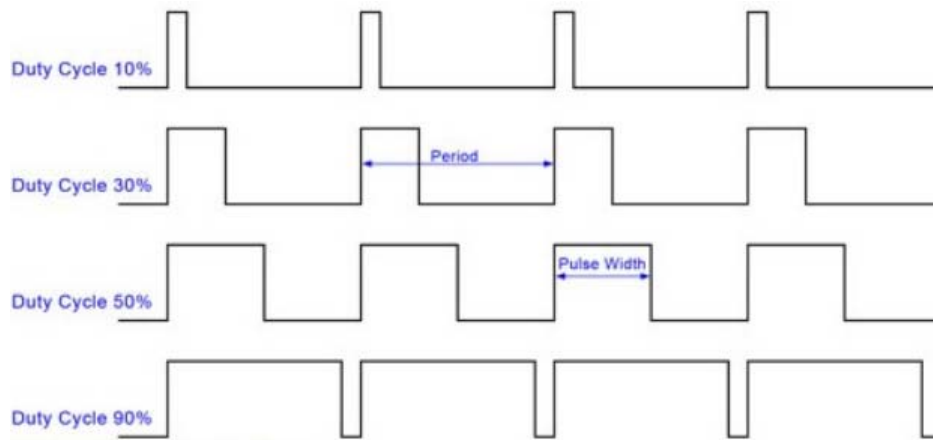 Duty Cycle 10%
Period
Duty Cycle 30%
Pulse Width
Duty Cycle 50%
Duty Cycle 90%